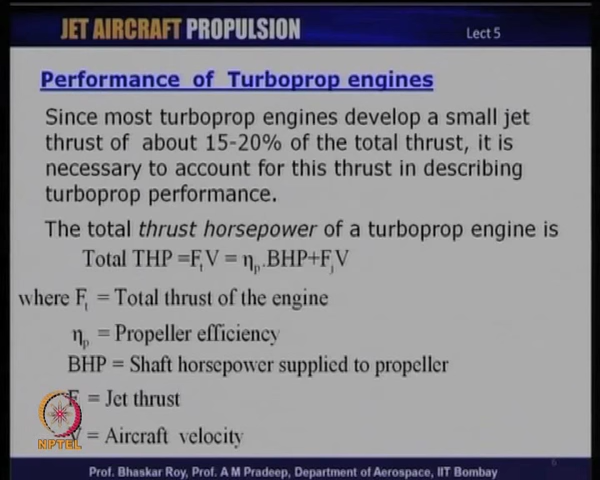 JET AIRCRAFT PROPULSION
Lect 5
Performance of Turboprop engines
Since most turboprop engines develop a small jet
thrust of about 15-20% of the total thrust, it is
necessary to account for this thrust in describing
turboprop performance.
The total thrust horsepower of a turboprop engine is
Total THP =FₜV = ηₚ.BHP+FⱼV
where Fₜ = Total thrust of the engine
ηₚ = Propeller efficiency
BHP = Shaft horsepower supplied to propeller
= Jet thrust
= Aircraft velocity
NPTEL
6
Prof. Bhaskar Roy, Prof. A M Pradeep, Department of Aerospace, IIT Bombay